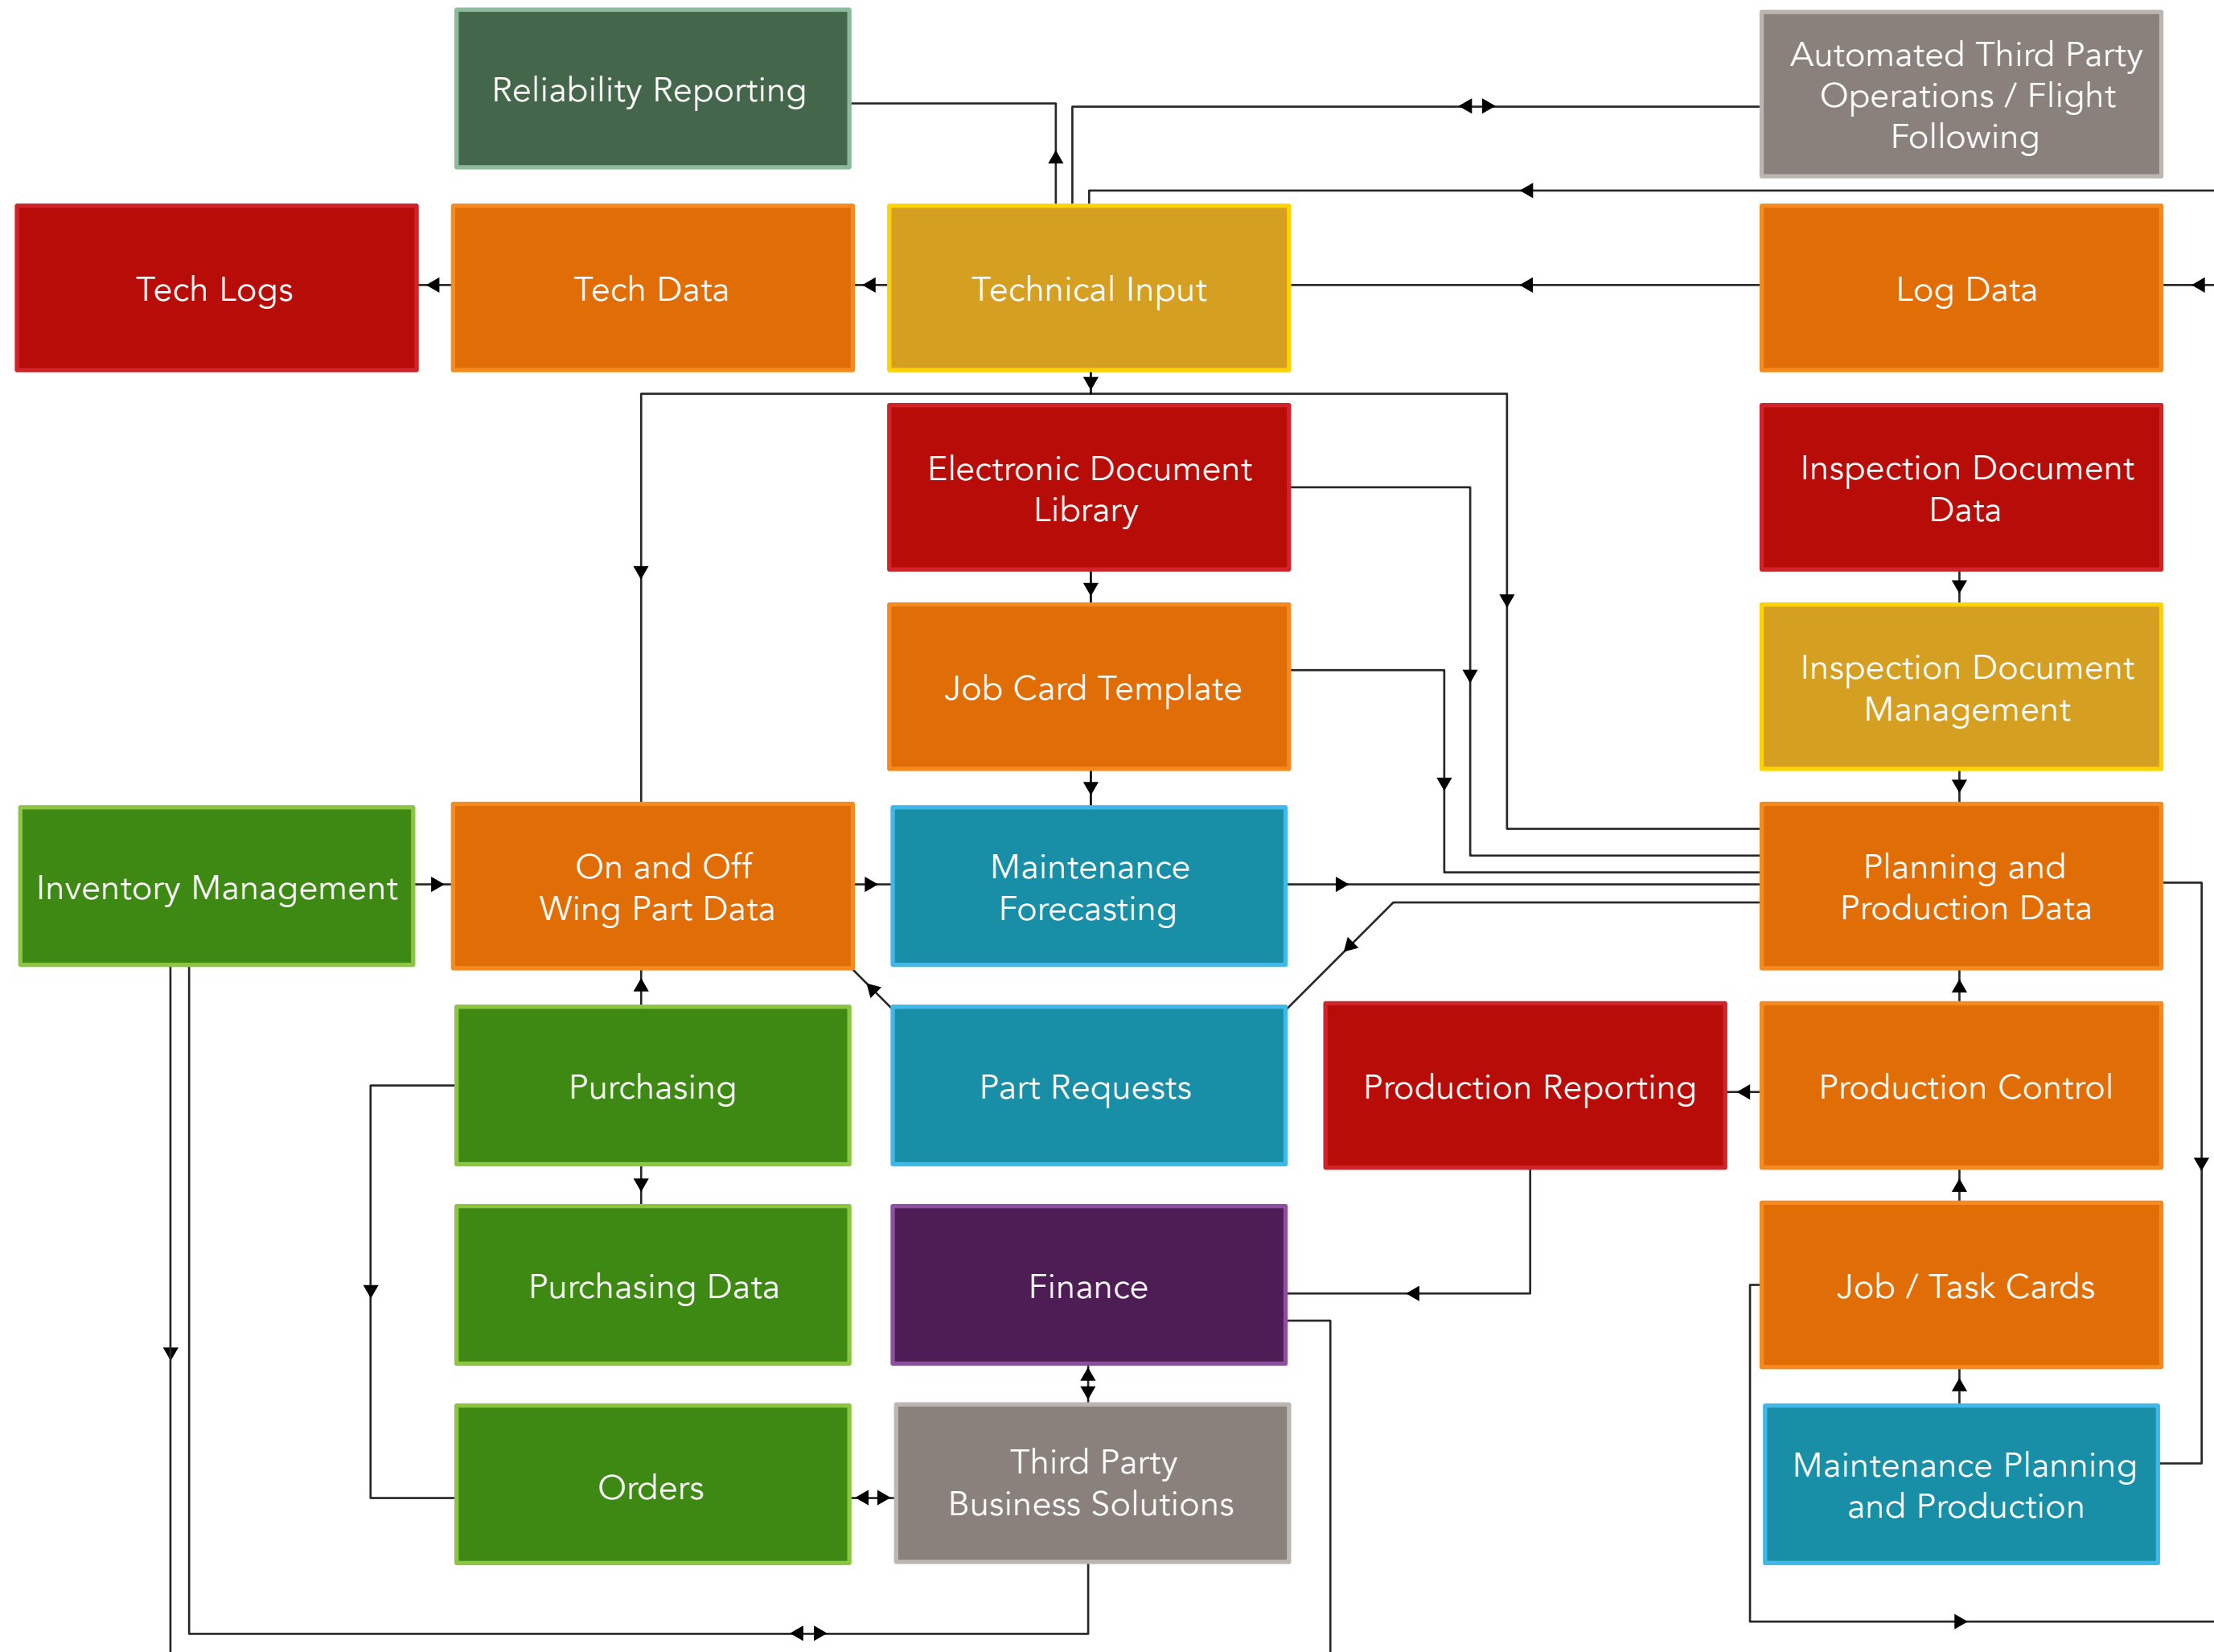 Reliability Reporting
Automated Third Party
Operations / Flight
Following
Tech Logs
Tech Data
Technical Input
Log Data
Electronic Document
Library
Inspection Document
Data
Job Card Template
Inspection Document
Management
Inventory Management
On and Off
Wing Part Data
Maintenance
Forecasting
Planning and
Production Data
Purchasing
Part Requests
Production Reporting
Production Control
Purchasing Data
Finance
Job / Task Cards
Orders
Third Party
Business Solutions
Maintenance Planning
and Production